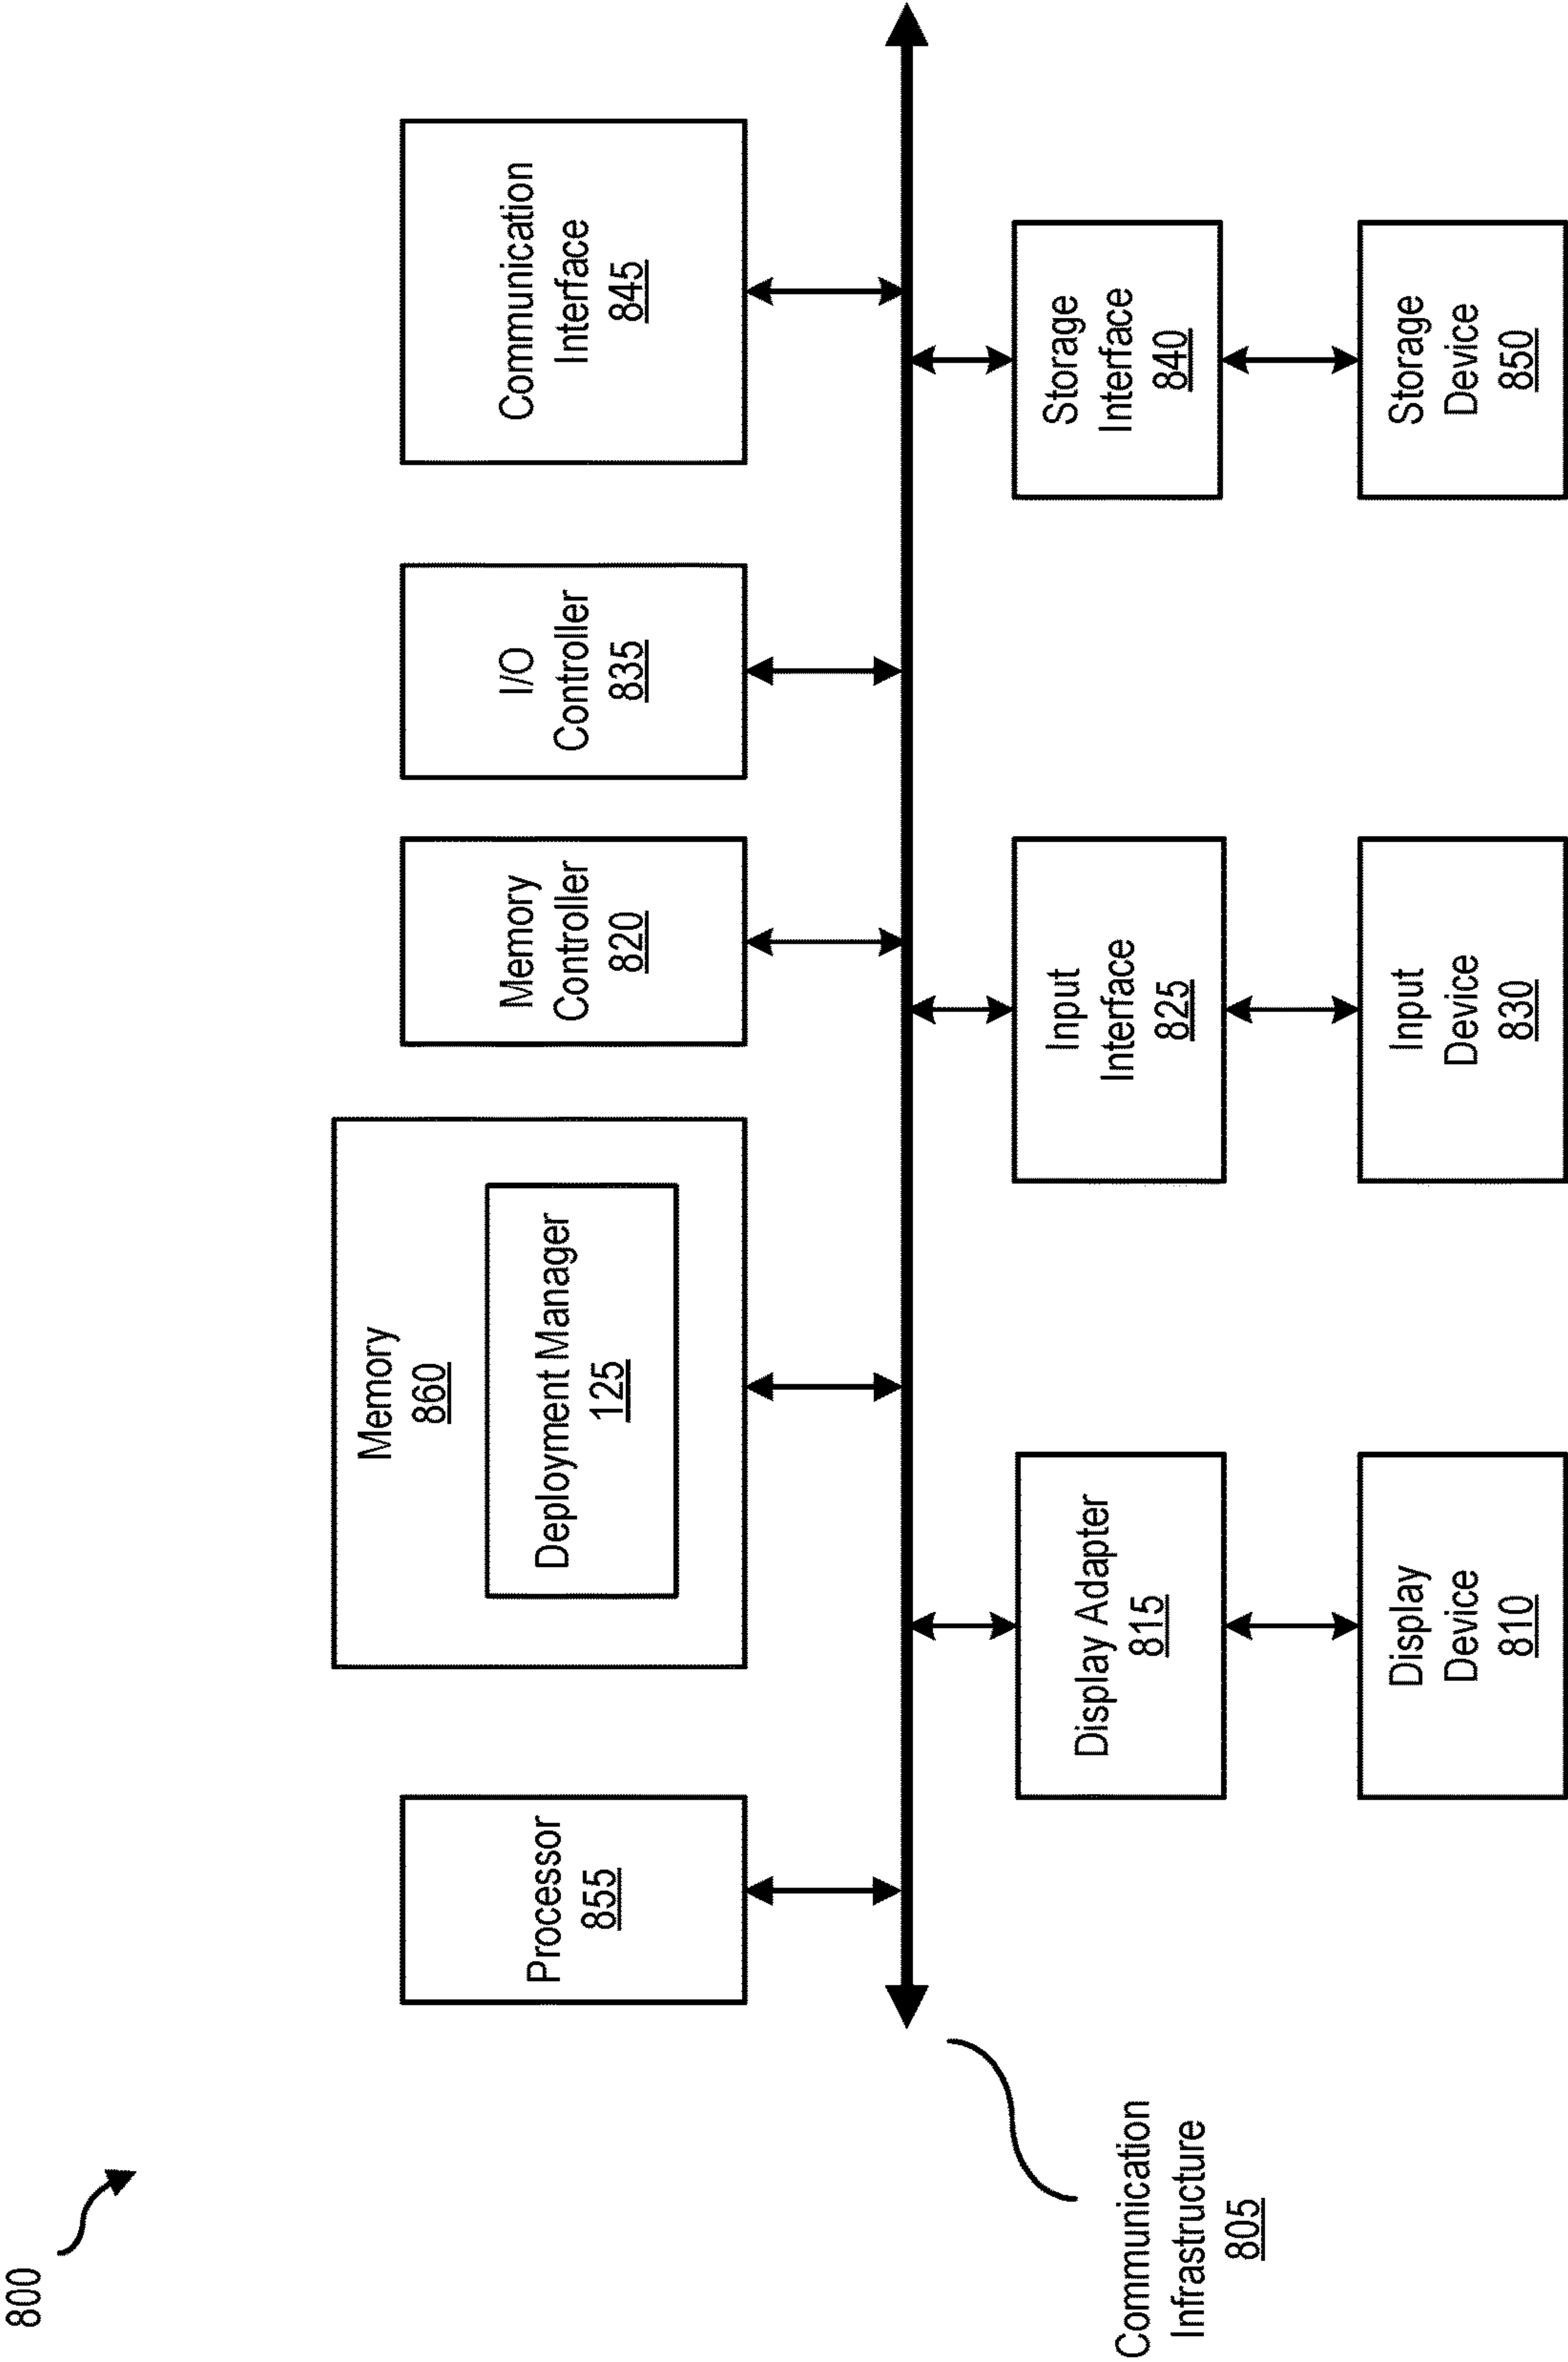 800
Processor
855
Memory
860
Deployment Manager
125
Memory
Controller
820
I/O
Controller
835
Communication
Interface
845
Communication
Infrastructure
805
Display Adapter
815
Input
Interface
825
Storage
Interface
840
Display
Device
810
Input
Device
830
Storage
Device
850